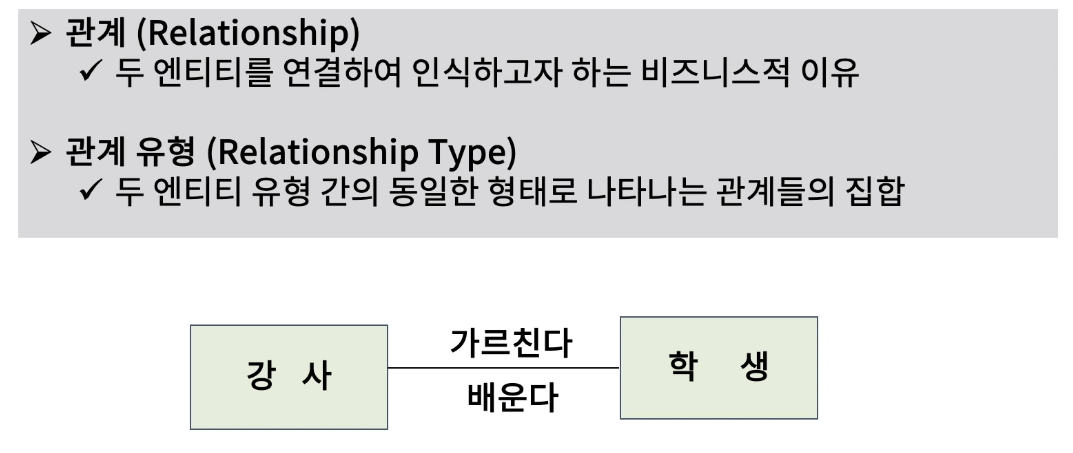 ➢ 관계 (Relationship)
✓ 두 엔티티를 연결하여 인식하고자 하는 비즈니스적 이유
➢ 관계 유형 (Relationship Type)
✓ 두 엔티티 유형 간의 동일한 형태로 나타나는 관계들의 집합
가르친다
강 사
학 생
배운다